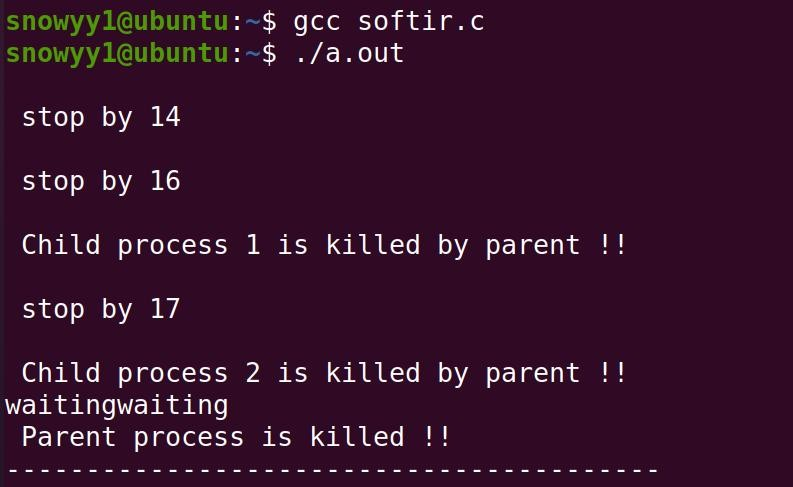 snowyy1@ubuntu:~$ gcc softir.c
snowyy1@ubuntu:~$ ./a.out
stop by 14
stop by 16
Child process 1 is killed by parent !!
stop by 17
Child process 2 is killed by parent !!
waitingwaiting
Parent process is killed !!
-----------------------------------------